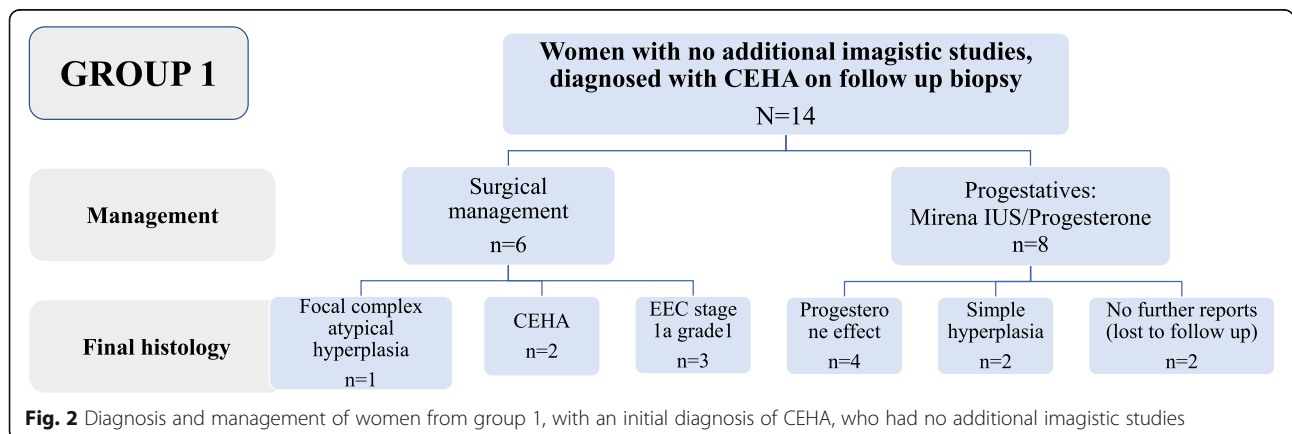 GROUP 1
Women with no additional imagistic studies,
diagnosed with CEHA on follow up biopsy
N=14
Management
Surgical
management
n=6
Progestatives:
Mirena IUS/Progesterone
n=8
Final histology
Focal complex
atypical
hyperplasia
n=1
CEHA
n=2
EEC stage
1a grade1
n=3
Progestero
ne effect
n=4
Simple
hyperplasia
n=2
No further reports
(lost to follow up)
n=2
Fig. 2 Diagnosis and management of women from group 1, with an initial diagnosis of CEHA, who had no additional imagistic studies